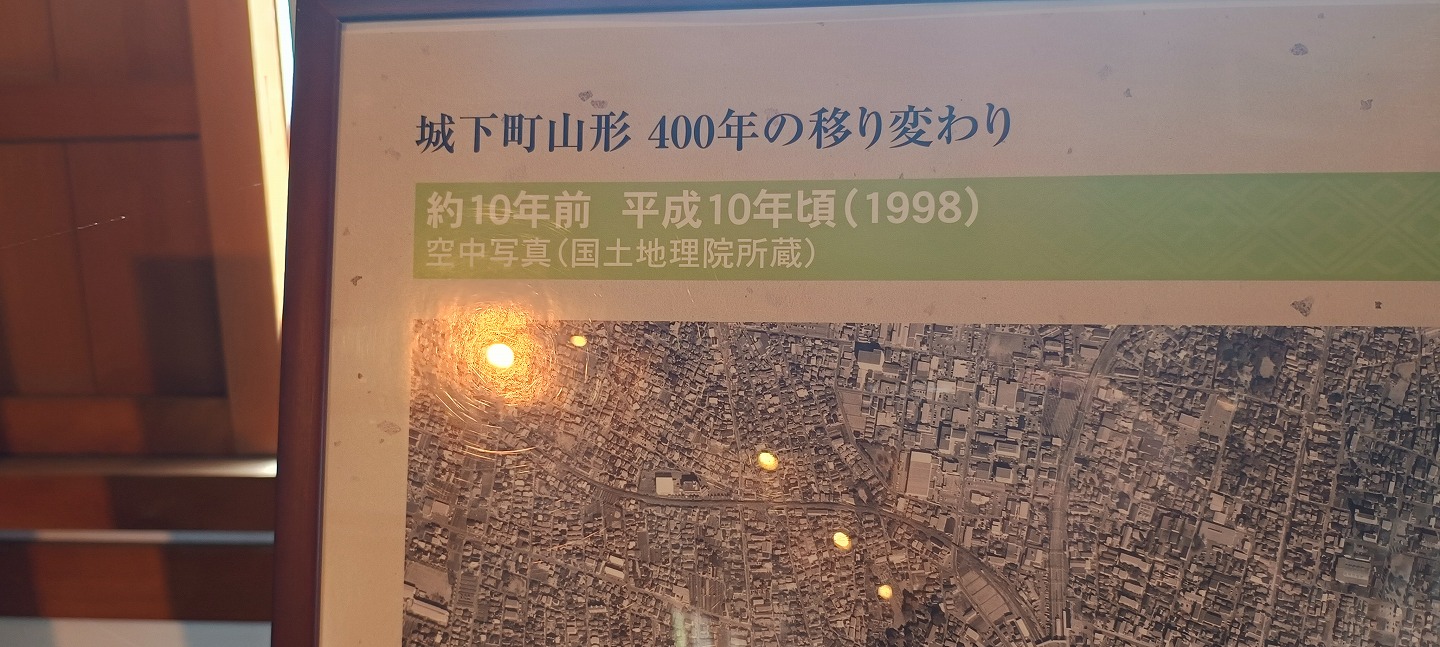 城下町山形 400年の移り変わり
約10年前 平成10年頃(1998)
空中写真(国土地理院所蔵)